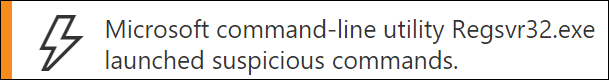 Microsoft command-line utility Regsvr32.exe
launched suspicious commands.